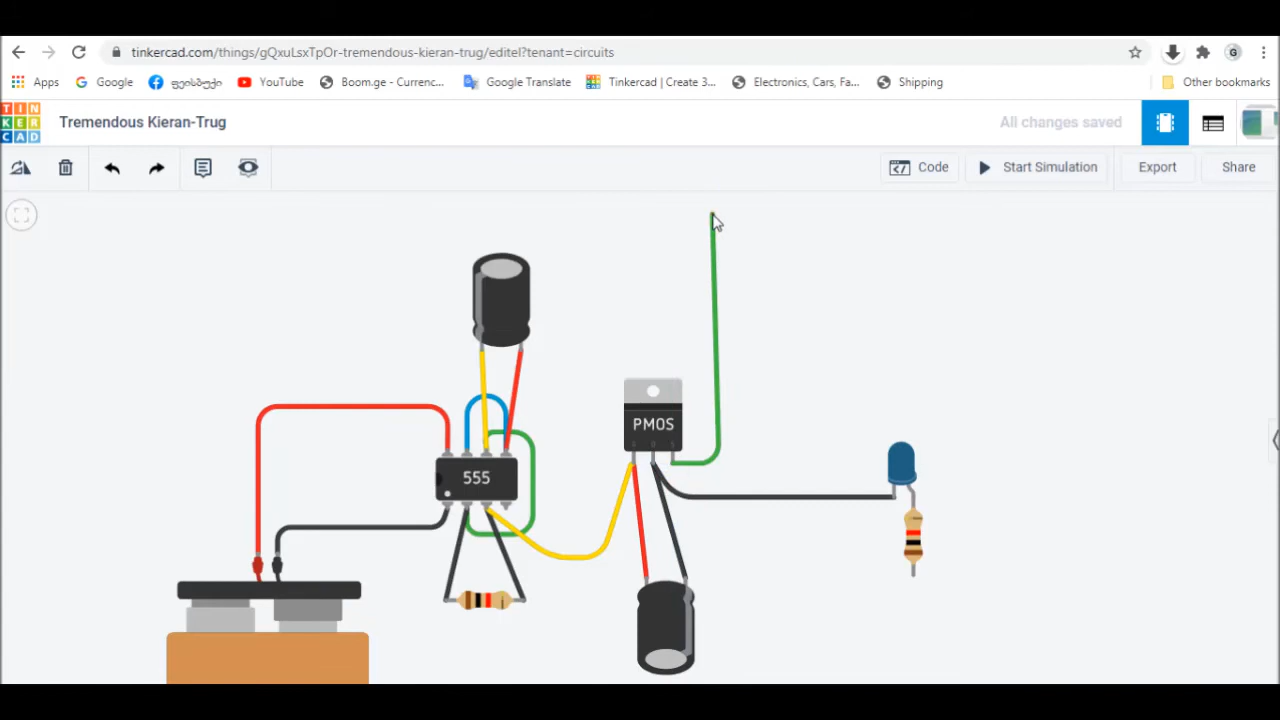 tinkercad.com/things/gQxuLsxTpOr-tremendous-kieran-trug/editel?tenant=circuits
G
Apps Google ფეისბუქი YouTube Boom.ge - Currenc... Google Translate Tinkercad | Create 3... Electronics, Cars, Fa... Shipping Other bookmarks
TIN
KER
CAD
Tremendous Kieran-Trug
All changes saved
Code Start Simulation Export Share
PMOS
555